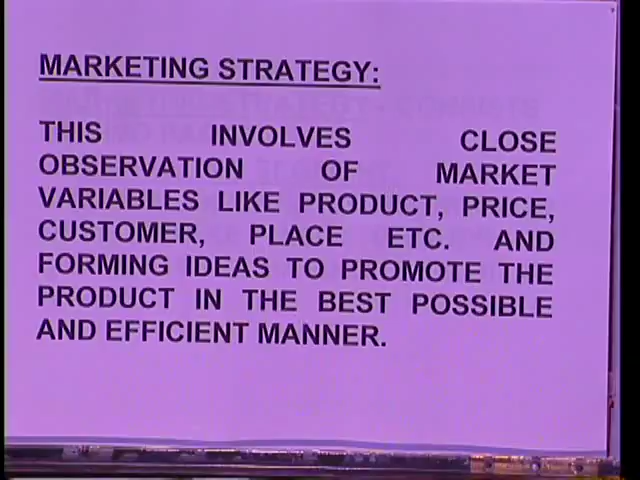 MARKETING STRATEGY:
THIS INVOLVES CLOSE
OBSERVATION OF MARKET
VARIABLES LIKE PRODUCT, PRICE,
CUSTOMER, PLACE ETC. AND
FORMING IDEAS TO PROMOTE THE
PRODUCT IN THE BEST POSSIBLE
AND EFFICIENT MANNER.